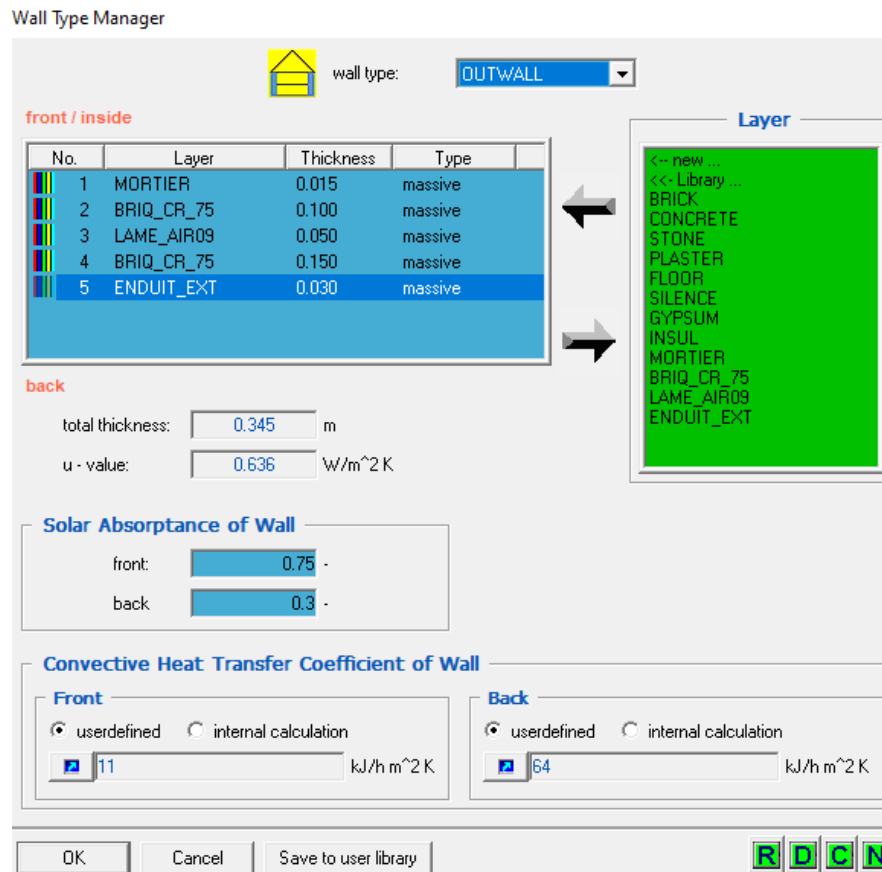 Wall Type Manager
wall type: OUTWALL
front / inside
No. Layer Thickness Type
1 MORTIER 0.015 massive
2 BRIQ_CR_75 0.100 massive
3 LAME_AIR09 0.050 massive
4 BRIQ_CR_75 0.150 massive
5 ENDUIT_EXT 0.030 massive
back
total thickness: 0.345 m
u - value: 0.636 W/m^2 K
Layer
<-- new ...
<<- Library ...
BRICK
CONCRETE
STONE
PLASTER
FLOOR
SILENCE
GYPSUM
INSUL
MORTIER
BRIQ_CR_75
LAME_AIR09
ENDUIT_EXT
Solar Absorptance of Wall
front: 0.75 -
back 0.3 -
Convective Heat Transfer Coefficient of Wall
Front
userdefined internal calculation
11 kJ/h m^2 K
Back
userdefined internal calculation
64 kJ/h m^2 K
OK Cancel Save to user library R D C N